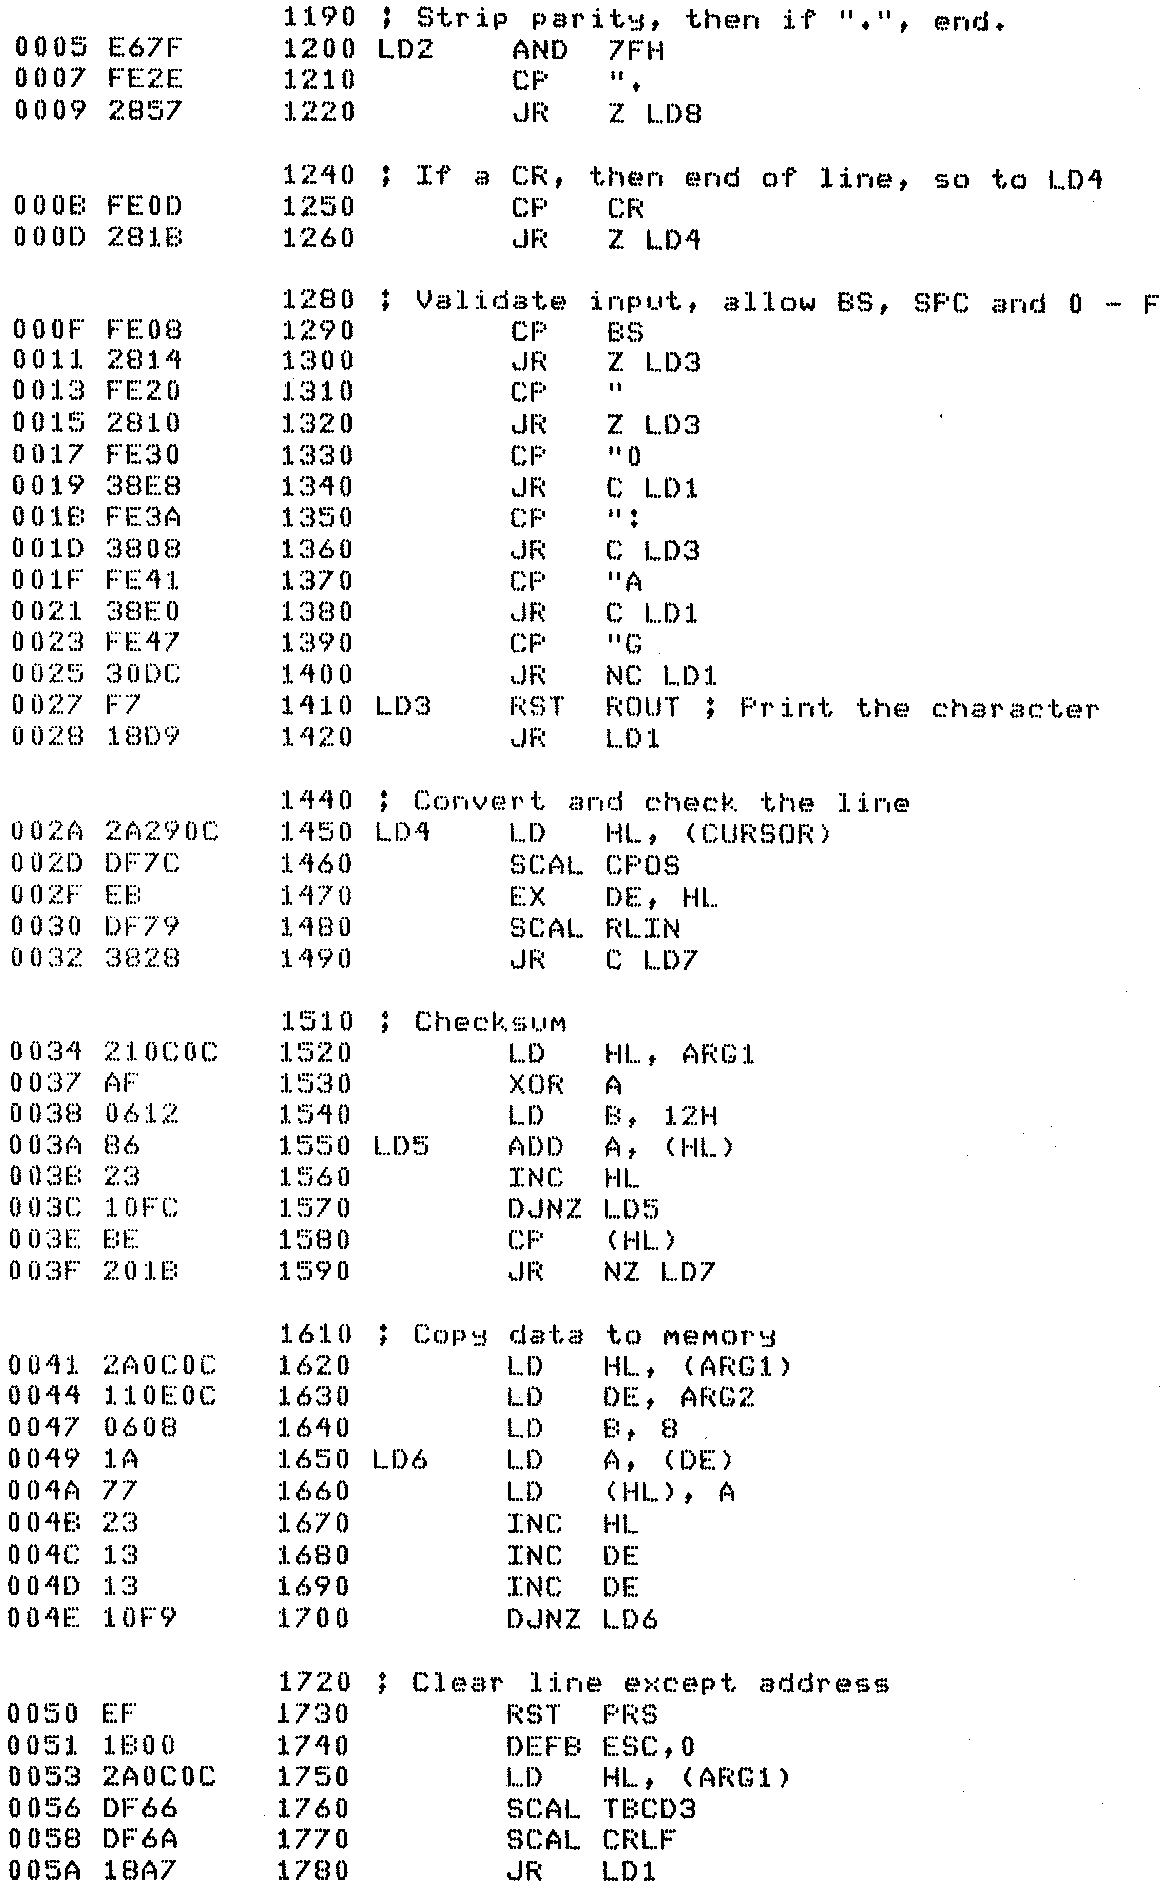 1190 ; Strip parity, then if ".", end.
0005 E67F 1200 LD2 AND 7FH
0007 FE2E 1210 CP ".
0009 2857 1220 JR Z LD8
1240 ; If a CR, then end of line, so to LD4
000B FE0D 1250 CP CR
000D 281B 1260 JR Z LD4
1280 ; Validate input, allow BS, SPC and 0 - F
000F FE08 1290 CP BS
0011 2814 1300 JR Z LD3
0013 FE20 1310 CP "
0015 2810 1320 JR Z LD3
0017 FE30 1330 CP "0
0019 38E8 1340 JR C LD1
001B FE3A 1350 CP ":
001D 3808 1360 JR C LD3
001F FE41 1370 CP "A
0021 38E0 1380 JR C LD1
0023 FE47 1390 CP "G
0025 30DC 1400 JR NC LD1
0027 F7 1410 LD3 RST ROUT ; Print the character
0028 18D9 1420 JR LD1
1440 ; Convert and check the line
002A 2A290C 1450 LD4 LD HL, (CURSOR)
002D DF7C 1460 SCAL CPOS
002F EB 1470 EX DE, HL
0030 DF79 1480 SCAL RLIN
0032 3828 1490 JR C LD7
1510 ; Checksum
0034 210C0C 1520 LD HL, ARG1
0037 AF 1530 XOR A
0038 0612 1540 LD B, 12H
003A 86 1550 LD5 ADD A, (HL)
003B 23 1560 INC HL
003C 10FC 1570 DJNZ LD5
003E BE 1580 CP (HL)
003F 201B 1590 JR NZ LD7
1610 ; Copy data to memory
0041 2A0C0C 1620 LD HL, (ARG1)
0044 110E0C 1630 LD DE, ARG2
0047 0608 1640 LD B, 8
0049 1A 1650 LD6 LD A, (DE)
004A 77 1660 LD (HL), A
004B 23 1670 INC HL
004C 13 1680 INC DE
004D 13 1690 INC DE
004E 10F9 1700 DJNZ LD6
1720 ; Clear line except address
0050 EF 1730 RST PRS
0051 1B00 1740 DEFB ESC,0
0053 2A0C0C 1750 LD HL, (ARG1)
0056 DF66 1760 SCAL TBCD3
0058 DF6A 1770 SCAL CRLF
005A 18A7 1780 JR LD1